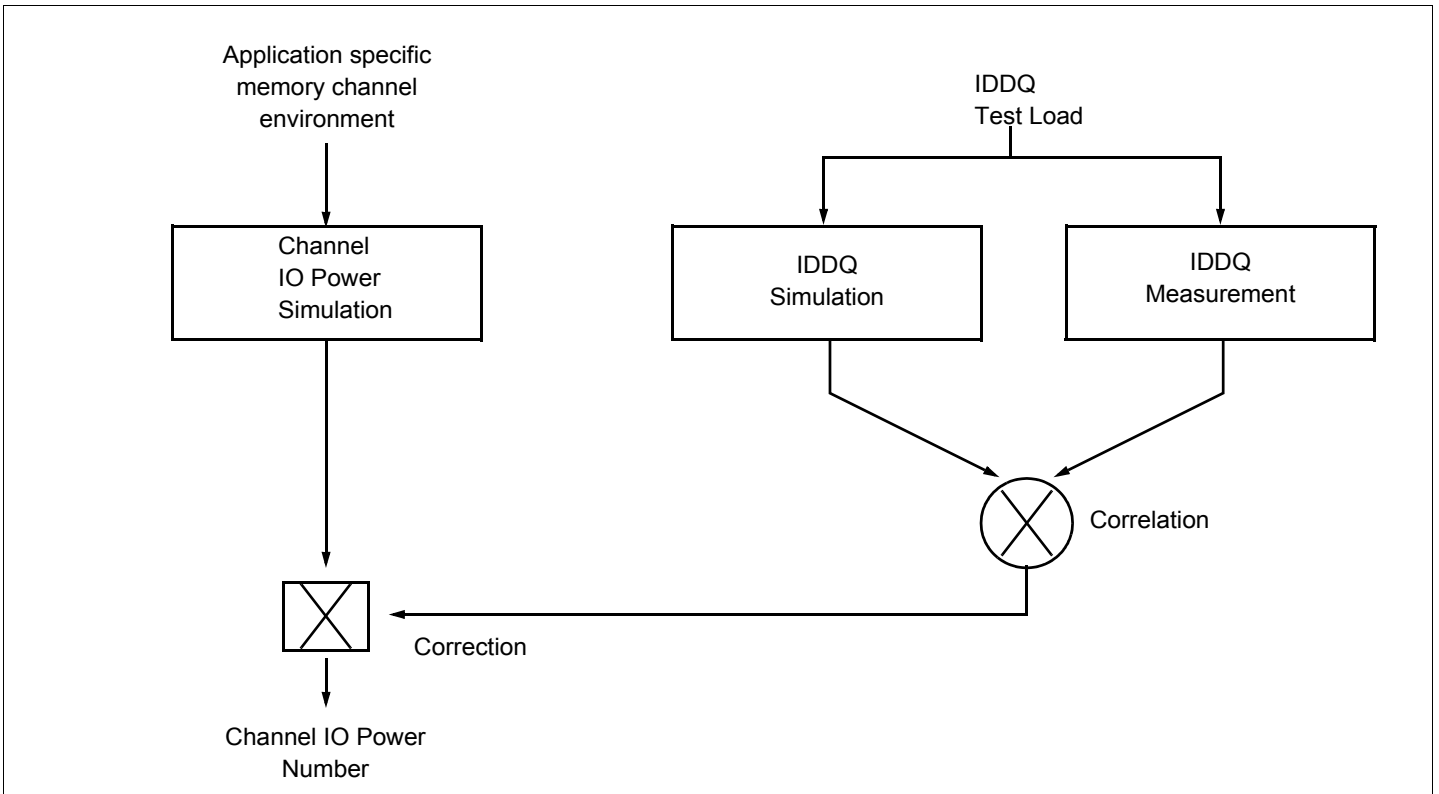 Application specific
memory channel
environment
IDDQ
Test Load
Channel
IO Power
Simulation
IDDQ
Simulation
IDDQ
Measurement
Correlation
Correction
Channel IO Power
Number